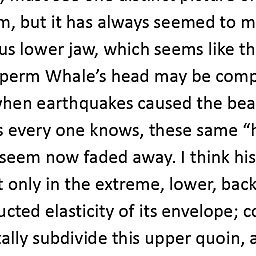 m, but it has always seemed to m
us lower jaw, which seems like th
perm Whale's head may be comp
when earthquakes caused the bea
s every one knows, these same "h
seem now faded away. I think his
t only in the extreme, lower, back
ucted elasticity of its envelope; co
ally subdivide this upper quoin, a